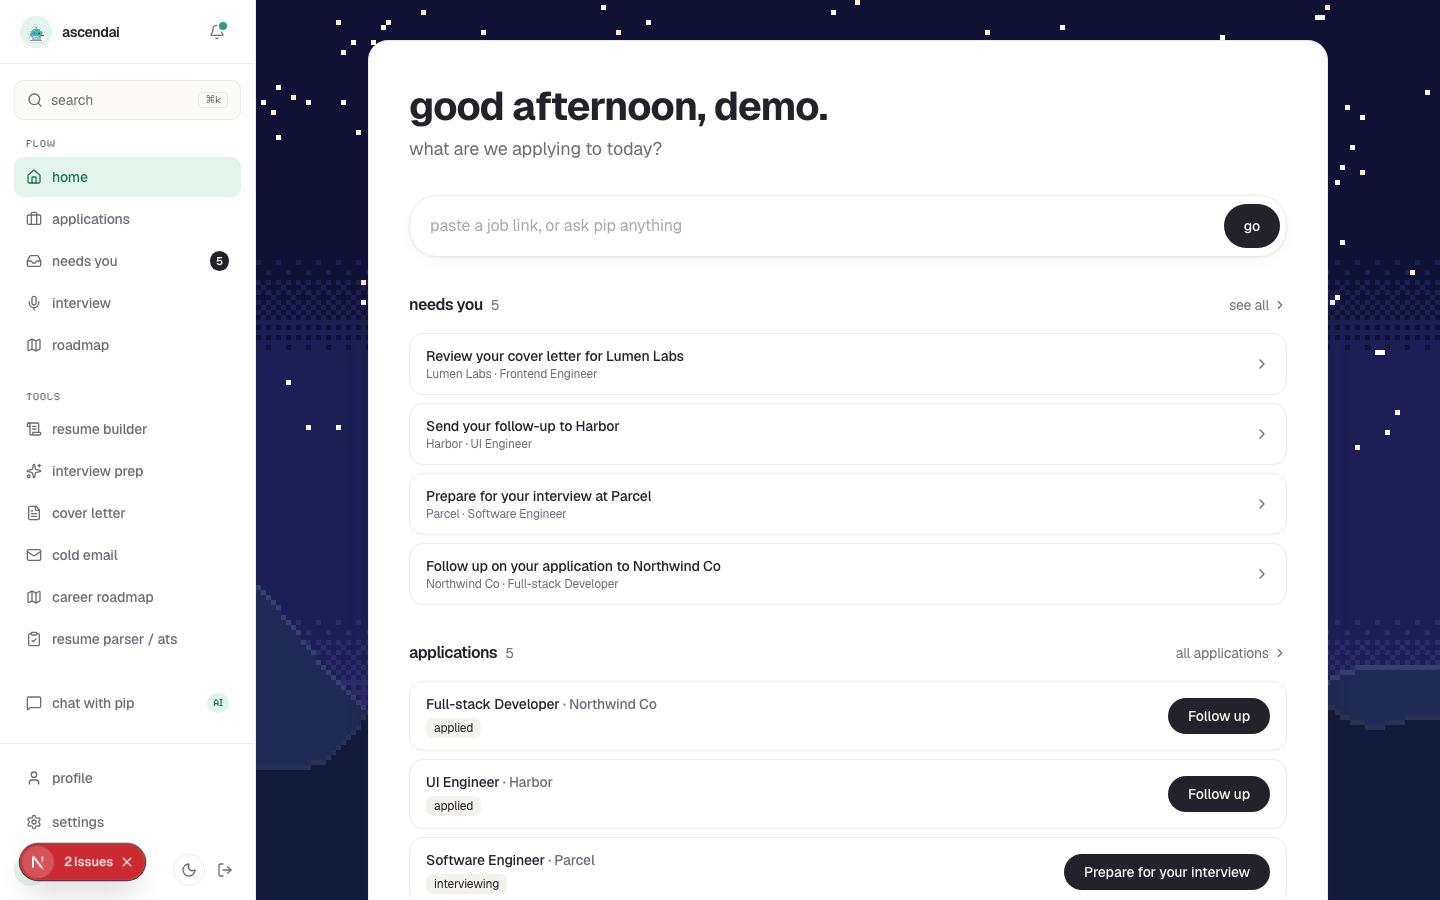 ascendai
search
⌘k
FLOW
home
applications
needs you
5
interview
roadmap
TOOLS
resume builder
interview prep
cover letter
cold email
career roadmap
resume parser / ats
chat with pip
AI
profile
settings
N
2 Issues
good afternoon, demo.
what are we applying to today?
paste a job link, or ask pip anything
go
needs you 5
see all
Review your cover letter for Lumen Labs
Lumen Labs · Frontend Engineer
Send your follow-up to Harbor
Harbor · UI Engineer
Prepare for your interview at Parcel
Parcel · Software Engineer
Follow up on your application to Northwind Co
Northwind Co · Full-stack Developer
applications 5
all applications
Full-stack Developer · Northwind Co
applied
Follow up
UI Engineer · Harbor
applied
Follow up
Software Engineer · Parcel
interviewing
Prepare for your interview